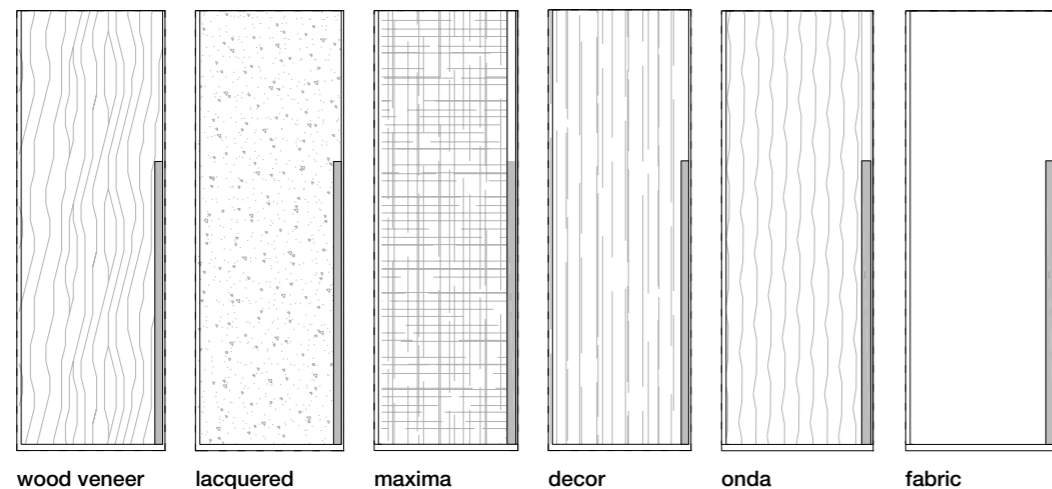 wood veneer
lacquered
maxima
decor
onda
fabric